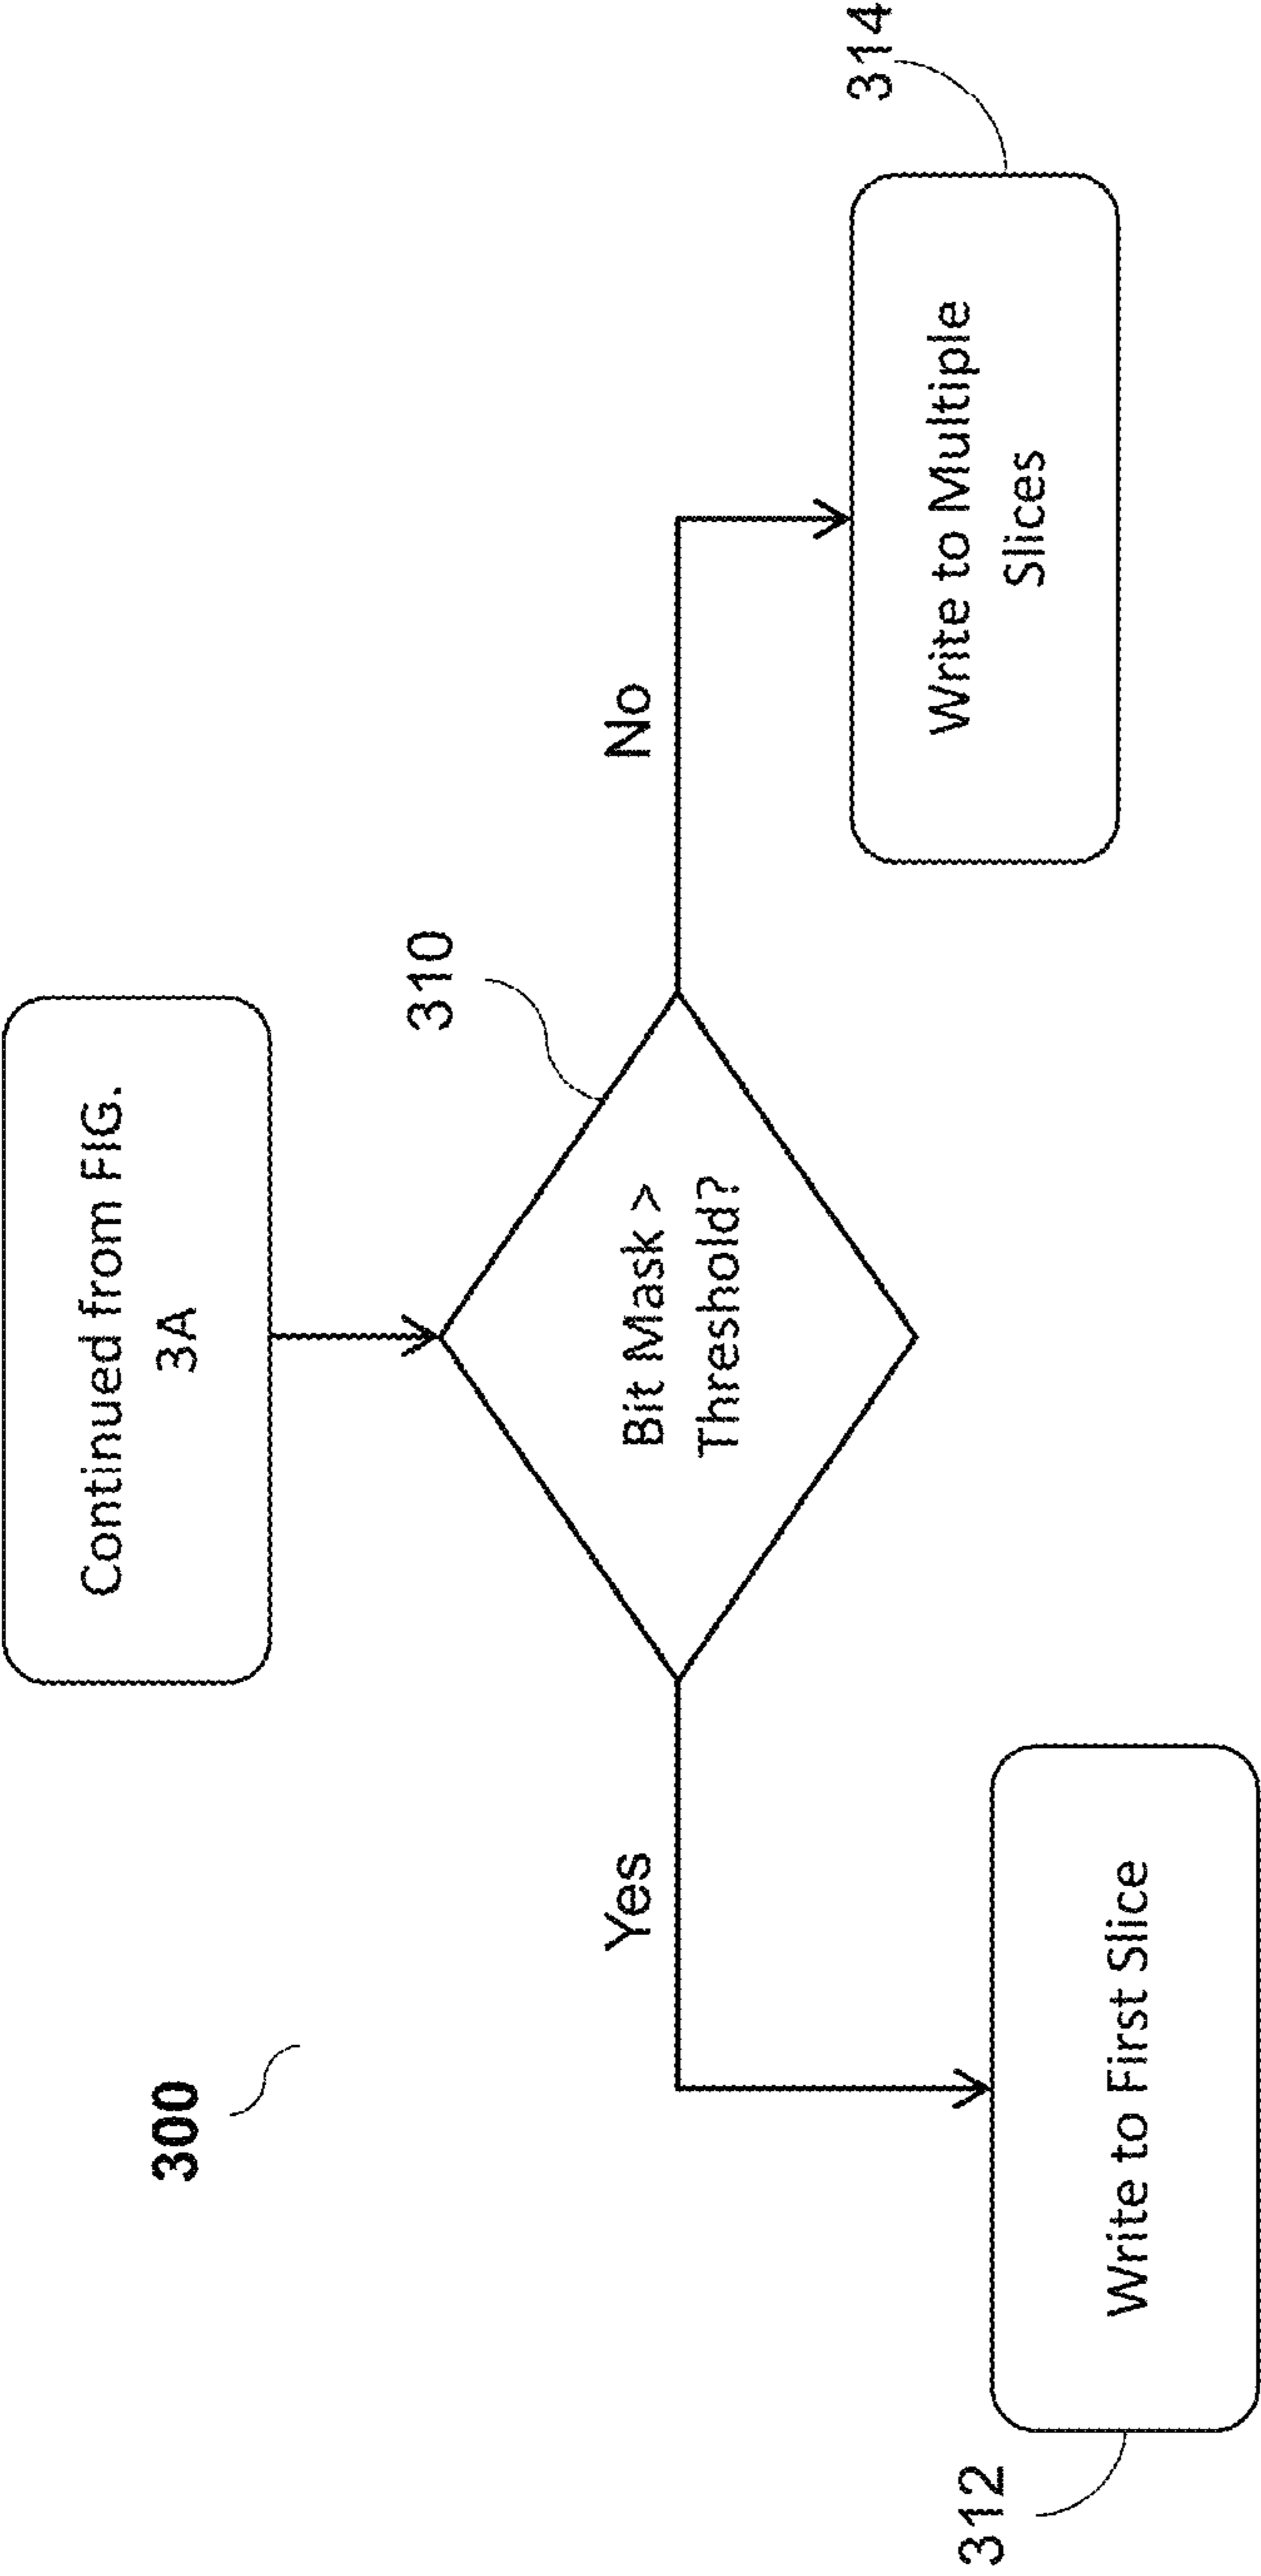 300
Continued from FIG.
3A
310
Bit Mask >
Threshold?
Yes
No
312
Write to First Slice
314
Write to Multiple
Slices